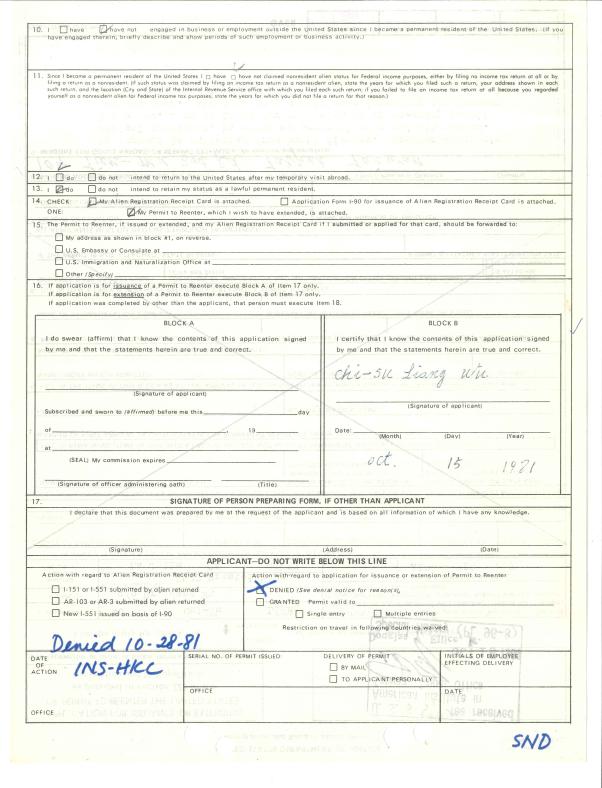 10. I have have not engaged in business or employment outside the United States since I became a permanent resident of the United States. (If you
have engaged therein, briefly describe and show periods of such employment or business activity.)
11. Since I became a permanent resident of the United States I have have not claimed nonresident alien status for Federal income purposes, either by filing no income tax return at all or by
filing a return as a nonresident alien. (If such status was claimed by filing an income tax return as a nonresident alien, state the years for which you filed such a return, your address shown in each
such return, and the location (City and State) of the Internal Revenue Service office with which you filed each such return. If you failed to file an income tax return at all because you regarded
yourself as a nonresident alien for Federal income tax purposes, state the years for which you did not file a return for that reason.)
12. I do do not intend to return to the United States after my temporary visit abroad.
13. I do do not intend to retain my status as a lawful permanent resident.
14. CHECK My Alien Registration Receipt Card is attached. Application Form I-90 for issuance of Alien Registration Receipt Card is attached.
ONE: My Permit to Reenter, which I wish to have extended, is attached.
15. The Permit to Reenter, if issued or extended, and my Alien Registration Receipt Card if I submitted or applied for that card, should be forwarded to:
My address as shown in block #1, on reverse.
U.S. Embassy or Consulate at
U.S. Immigration and Naturalization Office at
Other (Specify)
16. If application is for issuance of a Permit to Reenter execute Block A of Item 17 only.
If application is for extension of a Permit to Reenter execute Block B of Item 17 only.
If application was completed by other than the applicant, that person must execute Item 18.
BLOCK A
I do swear (affirm) that I know the contents of this application signed
by me and that the statements herein are true and correct.
(Signature of applicant)
Subscribed and sworn to (affirmed) before me this day
of , 19
at
(SEAL) My commission expires
(Signature of officer administering oath) (Title)
BLOCK B
I certify that I know the contents of this application signed
by me and that the statements herein are true and correct.
Chi-su Liang Wu
(Signature of applicant)
Date:
(Month) (Day) (Year)
oct. 15 1981
17. SIGNATURE OF PERSON PREPARING FORM, IF OTHER THAN APPLICANT
I declare that this document was prepared by me at the request of the applicant and is based on all information of which I have any knowledge.
(Signature) (Address) (Date)
APPLICANT—DO NOT WRITE BELOW THIS LINE
Action with regard to Alien Registration Receipt Card
I-151 or I-551 submitted by alien returned
AR-103 or AR-3 submitted by alien returned
New I-551 issued on basis of I-90
Action with regard to application for issuance or extension of Permit to Reenter
DENIED (See denial notice for reason(s).
GRANTED Permit valid to
Single entry Multiple entries
Restriction on travel in following countries waived:
Denied 10-28-81
INS-HKC
DATE
OF
ACTION
OFFICE
SERIAL NO. OF PERMIT ISSUED
OFFICE
DELIVERY OF PERMIT
BY MAIL
TO APPLICANT PERSONALLY
INITIALS OF EMPLOYEE
EFFECTING DELIVERY
DATE
SND